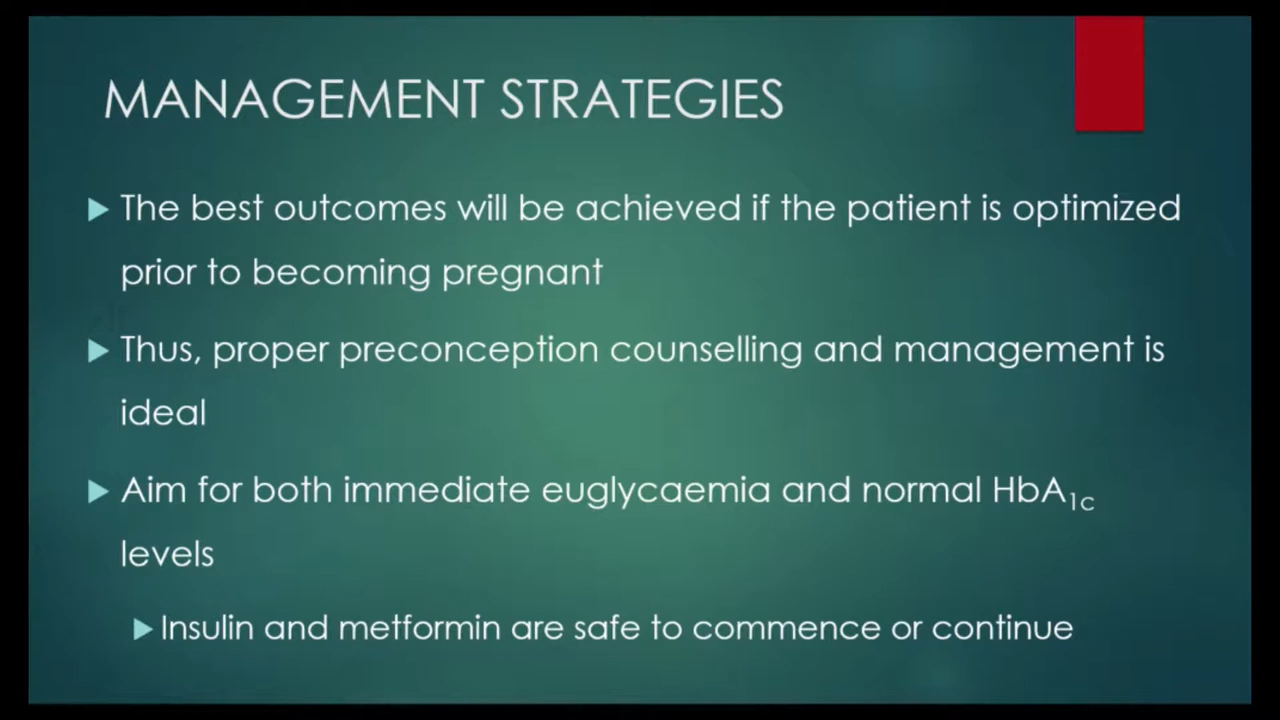 MANAGEMENT STRATEGIES
The best outcomes will be achieved if the patient is optimized
prior to becoming pregnant
Thus, proper preconception counselling and management is
ideal
Aim for both immediate euglycaemia and normal HbA1c
levels
Insulin and metformin are safe to commence or continue